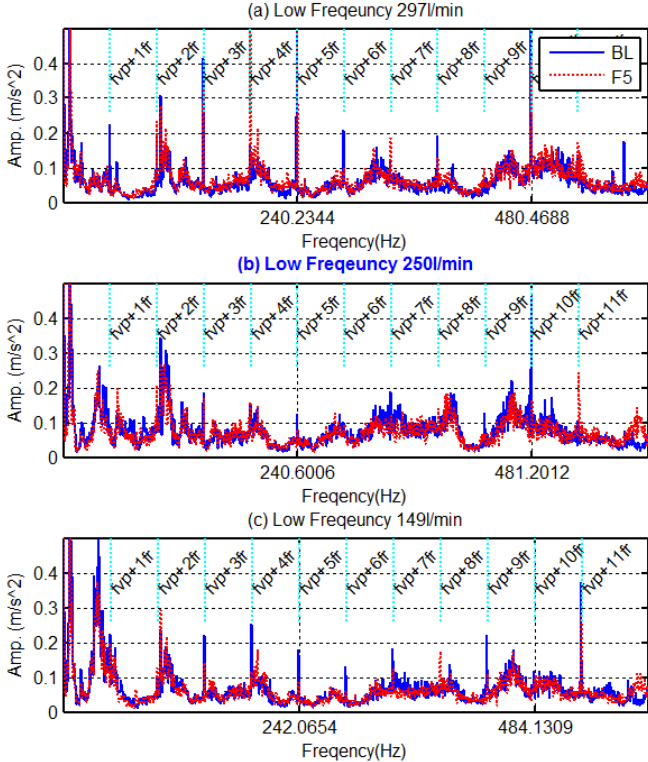 (a) Low Freqeuncy 297l/min
Amp. (m/s^2)
0.4
0.3
0.2
0.1
0
fvp+1fr
fvp+2fr
fvp+3fr
fvp+4fr
fvp+5fr
fvp+6fr
fvp+7fr
fvp+8fr
fvp+9fr
BL
F5
240.2344
480.4688
Freqency(Hz)
(b) Low Freqeuncy 250l/min
Amp. (m/s^2)
0.4
0.3
0.2
0.1
0
fvp+1fr
fvp+2fr
fvp+3fr
fvp+4fr
fvp+5fr
fvp+6fr
fvp+7fr
fvp+8fr
fvp+9fr
fvp+10fr
fvp+11fr
240.6006
481.2012
Freqency(Hz)
(c) Low Freqeuncy 149l/min
Amp. (m/s^2)
0.4
0.3
0.2
0.1
0
fvp+1fr
fvp+2fr
fvp+3fr
fvp+4fr
fvp+5fr
fvp+6fr
fvp+7fr
fvp+8fr
fvp+9fr
fvp+10fr
fvp+11fr
242.0654
484.1309
Freqency(Hz)